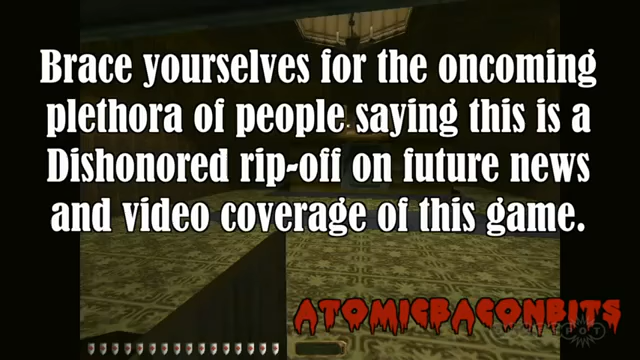 Brace yourselves for the oncoming
plethora of people saying this is a
Dishonored rip-off on future news
and video coverage of this game.
ATOMICBACONBITS